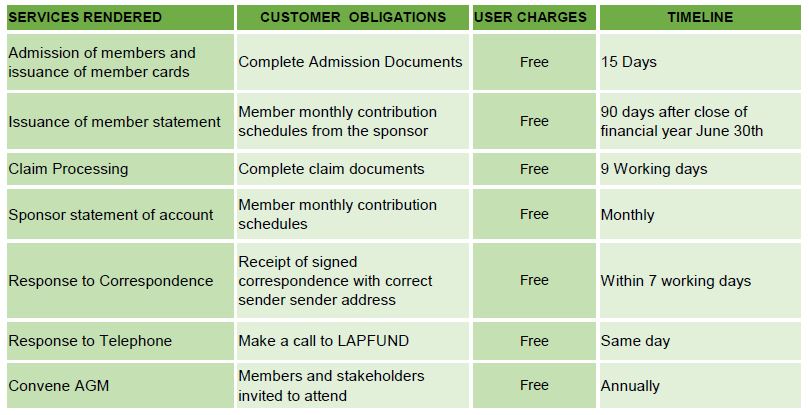 SERVICES RENDERED CUSTOMER OBLIGATIONS USER CHARGES TIMELINE
Admission of members and
issuance of member cards
Complete Admission Documents
Free
15 Days
Issuance of member statement
Member monthly contribution
schedules from the sponsor
Free
90 days after close of
financial year June 30th
Claim Processing
Complete claim documents
Free
9 Working days
Sponsor statement of account
Member monthly contribution
schedules
Free
Monthly
Response to Correspondence
Receipt of signed
correspondence with correct
sender sender address
Free
Within 7 working days
Response to Telephone
Make a call to LAPFUND
Free
Same day
Convene AGM
Members and stakeholders
invited to attend
Free
Annually